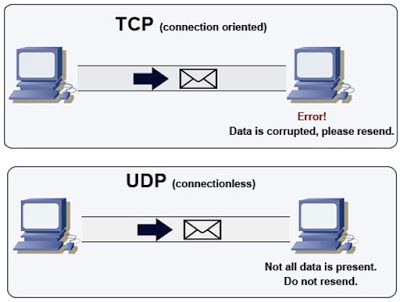 TCP (connection oriented)
Error!
Data is corrupted, please resend.
UDP (connectionless)
Not all data is present.
Do not resend.